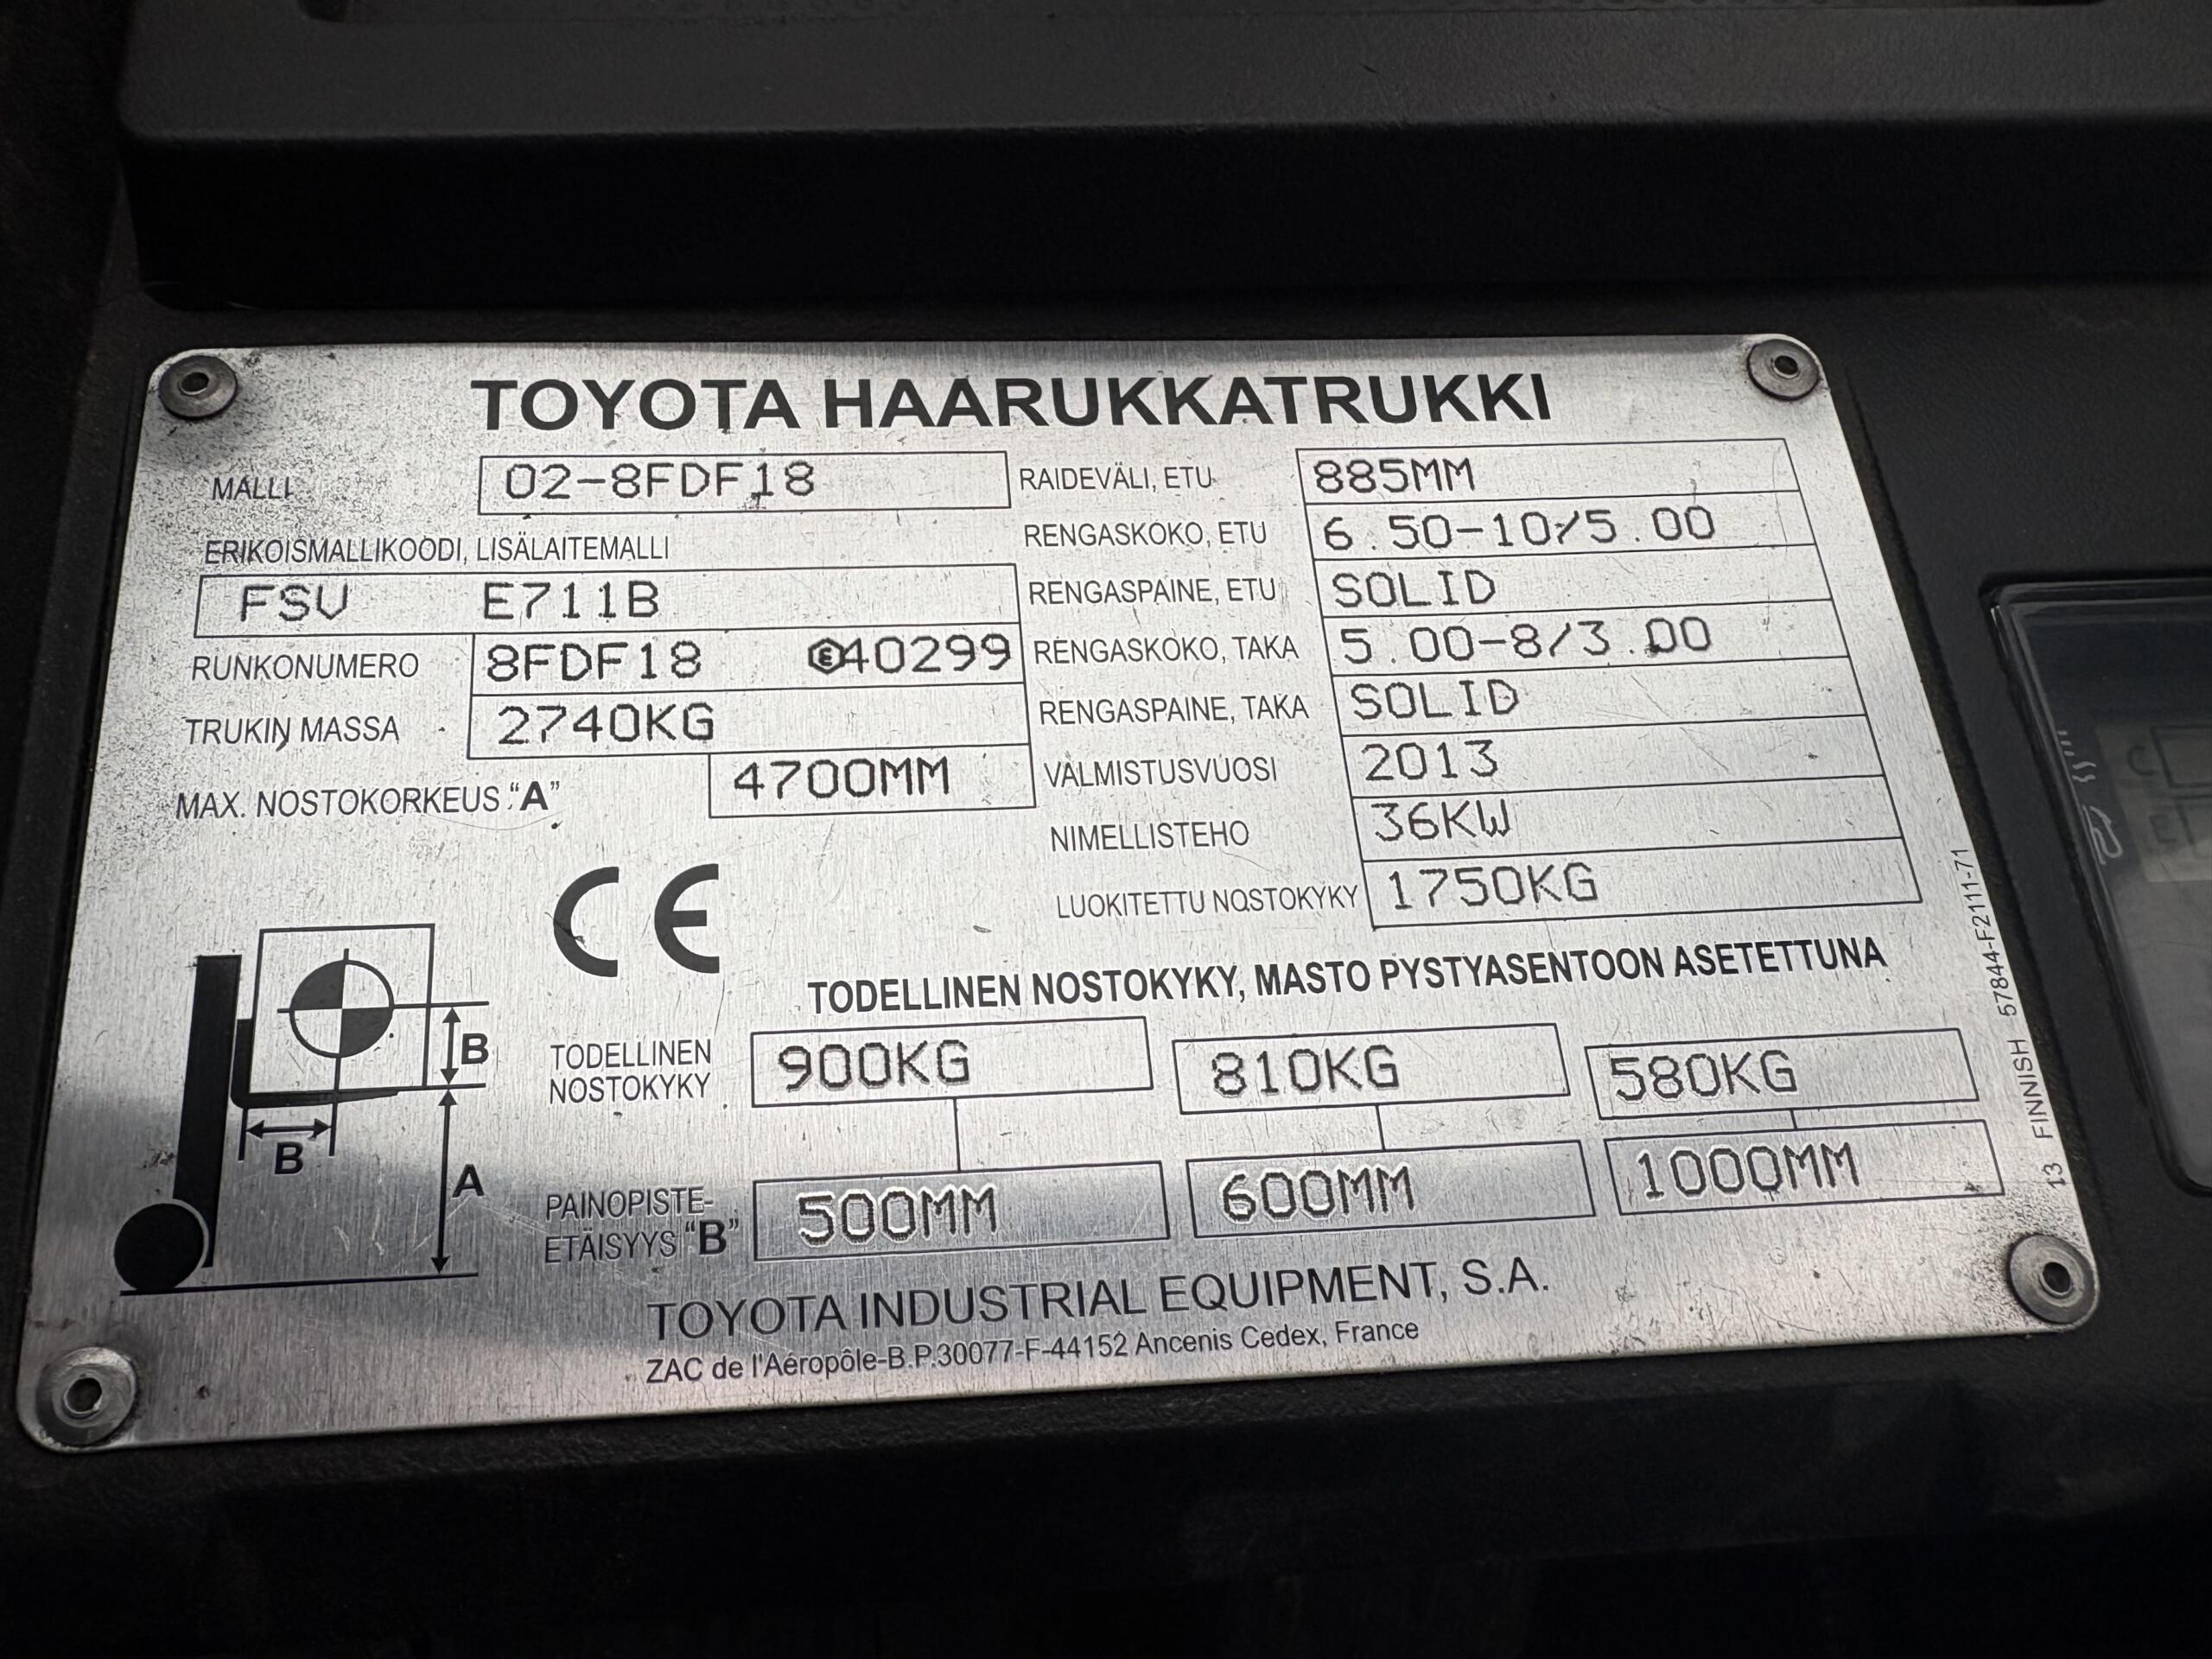 TOYOTA HAARUKKATRUKKI
MALLI 02-8FDF18
ERIKOISMALLIKOODI, LISÄLAITEMALLI
FSV E711B
RUNKONUMERO 8FDF18 E40299
TRUKIN MASSA 2740KG
MAX. NOSTOKORKEUS "A" 4700MM
RAIDEVÄLI, ETU 885MM
RENGASKOKO, ETU 6.50-10/5.00
RENGASPAINE, ETU SOLID
RENGASKOKO, TAKA 5.00-8/3.00
RENGASPAINE, TAKA SOLID
VALMISTUSVUOSI 2013
NIMELLISTEHO 36KW
LUOKITETTU NOSTOKYKY 1750KG
CE
B
B
A
TODELLINEN NOSTOKYKY, MASTO PYSTYASENTOON ASETETTUNA
TODELLINEN
NOSTOKYKY
900KG 810KG 580KG
PAINOPISTE-
ETÄISYYS "B"
500MM 600MM 1000MM
TOYOTA INDUSTRIAL EQUIPMENT, S.A.
ZAC de l'Aéropôle-B.P.30077-F-44152 Ancenis Cedex, France
13 FINNISH 57844-F2111-71